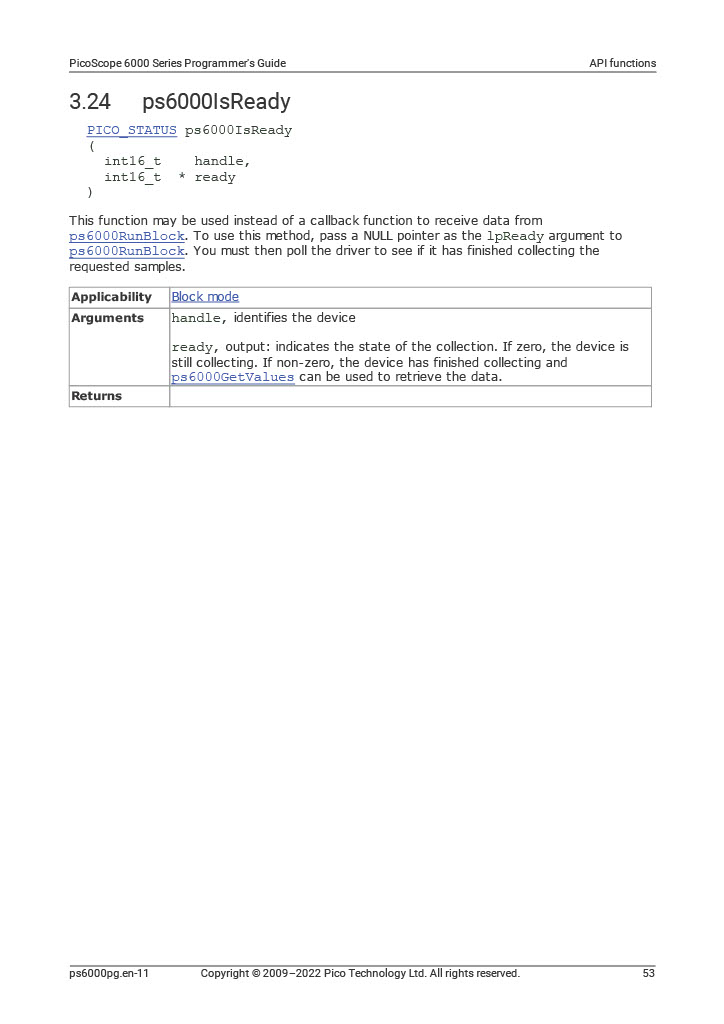 PicoScope 6000 Series Programmer's Guide API functions
3.24 ps6000IsReady
PICO_STATUS ps6000IsReady
(
int16_t handle,
int16_t * ready
)
This function may be used instead of a callback function to receive data from
ps6000RunBlock. To use this method, pass a NULL pointer as the lpReady argument to
ps6000RunBlock. You must then poll the driver to see if it has finished collecting the
requested samples.
Applicability Block mode
Arguments handle, identifies the device
ready, output: indicates the state of the collection. If zero, the device is
still collecting. If non-zero, the device has finished collecting and
ps6000GetValues can be used to retrieve the data.
Returns
ps6000pg.en-11 Copyright © 2009–2022 Pico Technology Ltd. All rights reserved. 53